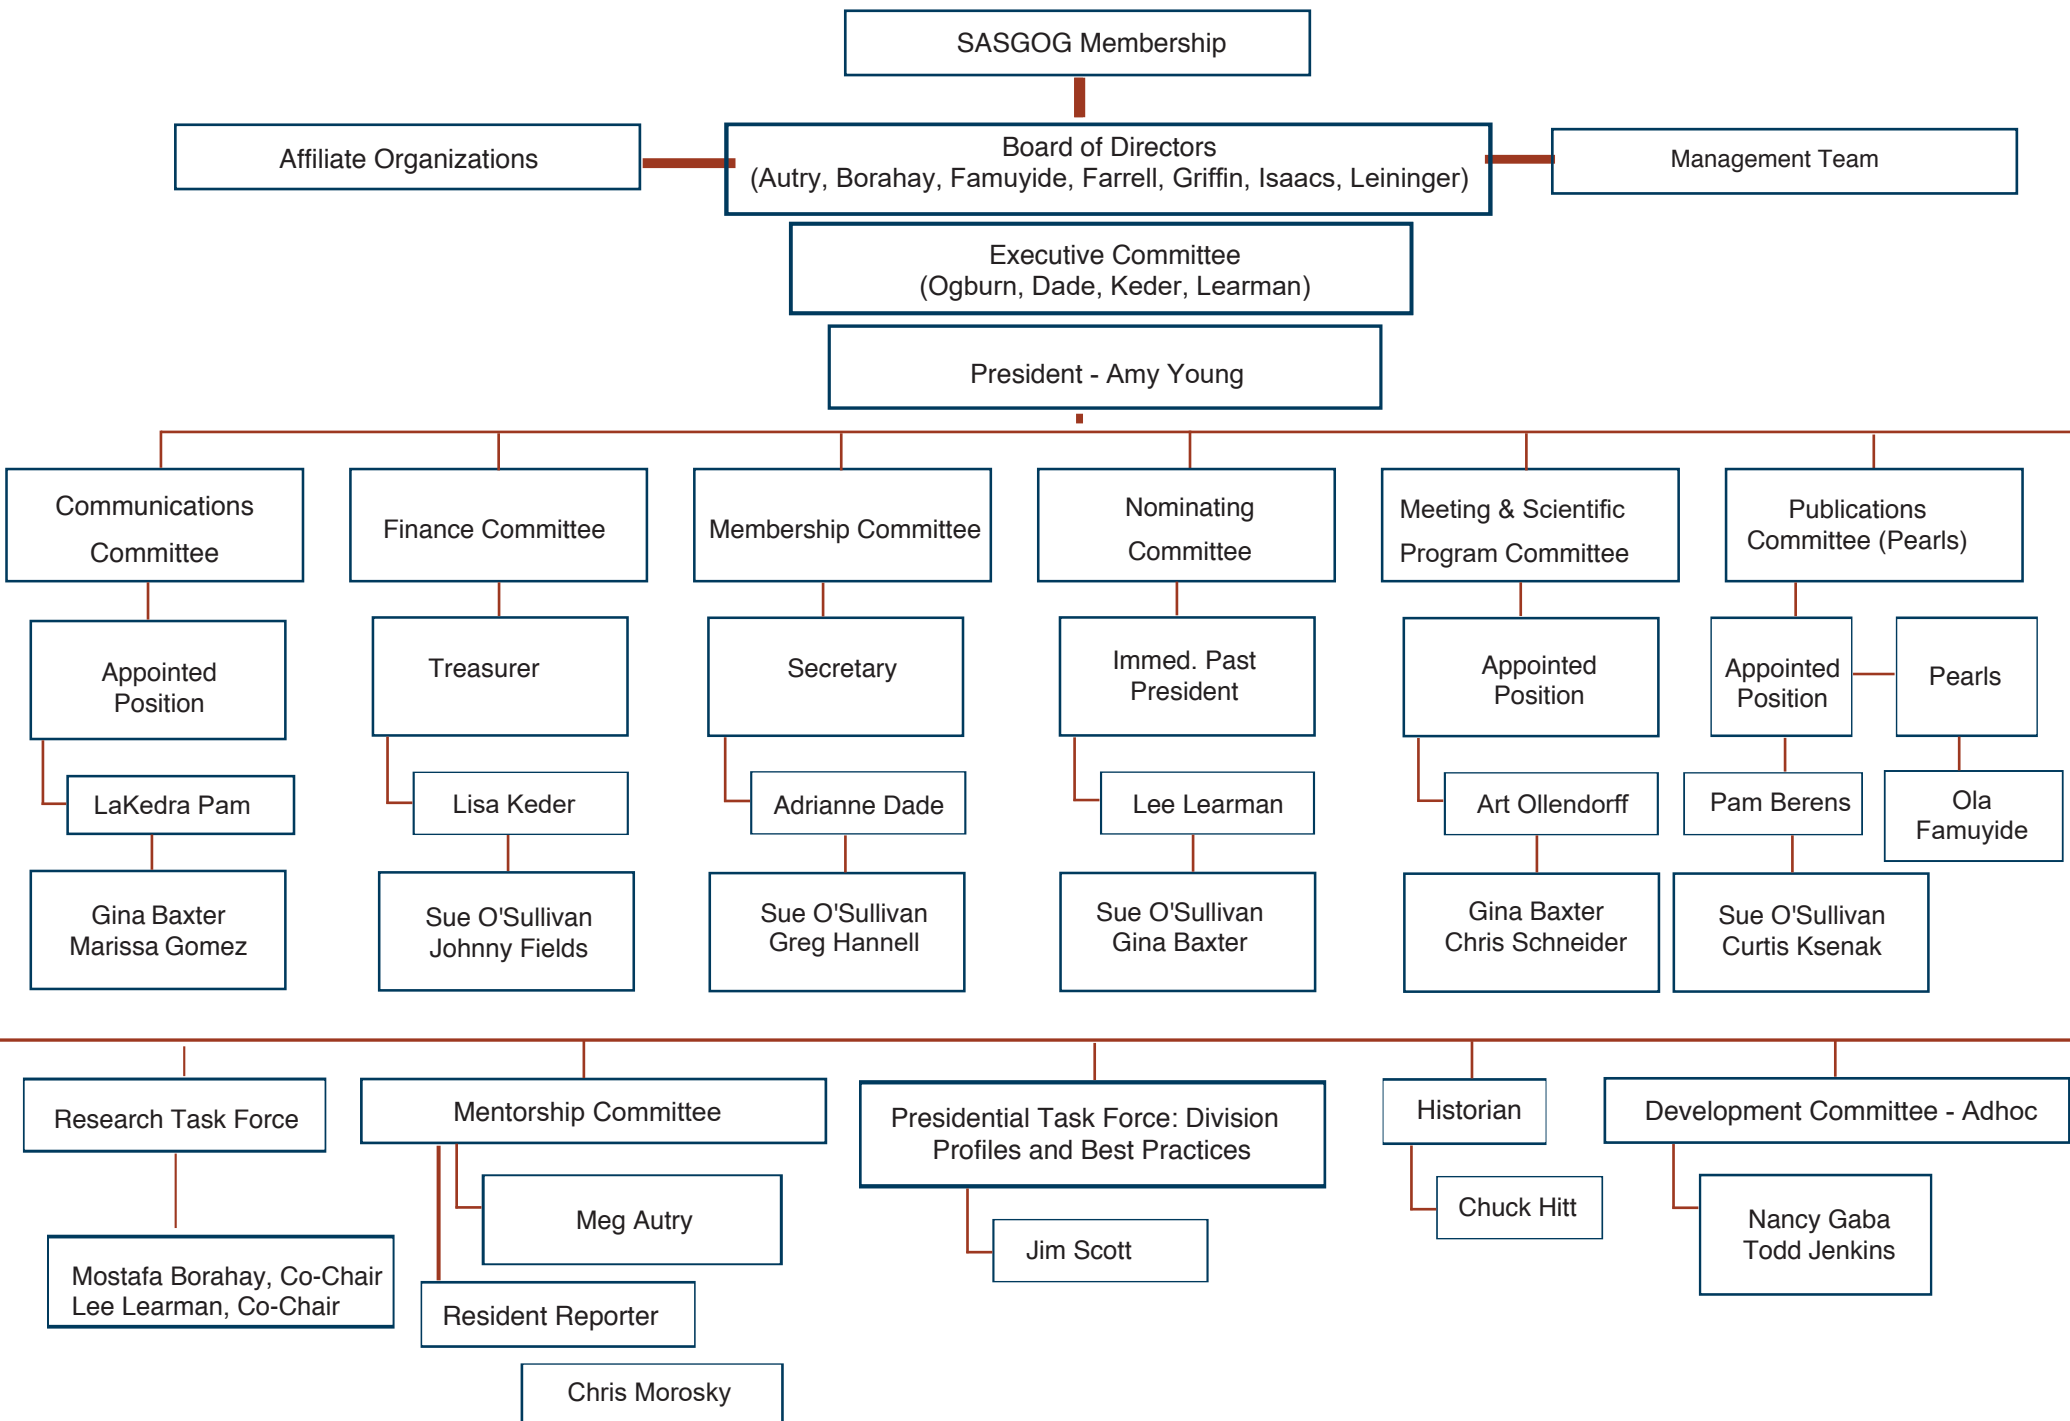 SASGOG Membership
Affiliate Organizations
Board of Directors
(Autry, Borahay, Famuyide, Farrell, Griffin, Isaacs, Leininger)
Management Team
Executive Committee
(Ogburn, Dade, Keder, Learman)
President - Amy Young
Communications
Committee
Finance Committee
Membership Committee
Nominating
Committee
Meeting & Scientific
Program Committee
Publications
Committee (Pearls)
Appointed
Position
Treasurer
Secretary
Immed. Past
President
Appointed
Position
Appointed
Position
Pearls
LaKedra Pam
Lisa Keder
Adrianne Dade
Lee Learman
Art Ollendorff
Pam Berens
Ola
Famuyide
Gina Baxter
Marissa Gomez
Sue O'Sullivan
Johnny Fields
Sue O'Sullivan
Greg Hannell
Sue O'Sullivan
Gina Baxter
Gina Baxter
Chris Schneider
Sue O'Sullivan
Curtis Ksenak
Research Task Force
Mentorship Committee
Presidential Task Force: Division
Profiles and Best Practices
Historian
Development Committee - Adhoc
Mostafa Borahay, Co-Chair
Lee Learman, Co-Chair
Meg Autry
Resident Reporter
Chris Morosky
Jim Scott
Chuck Hitt
Nancy Gaba
Todd Jenkins